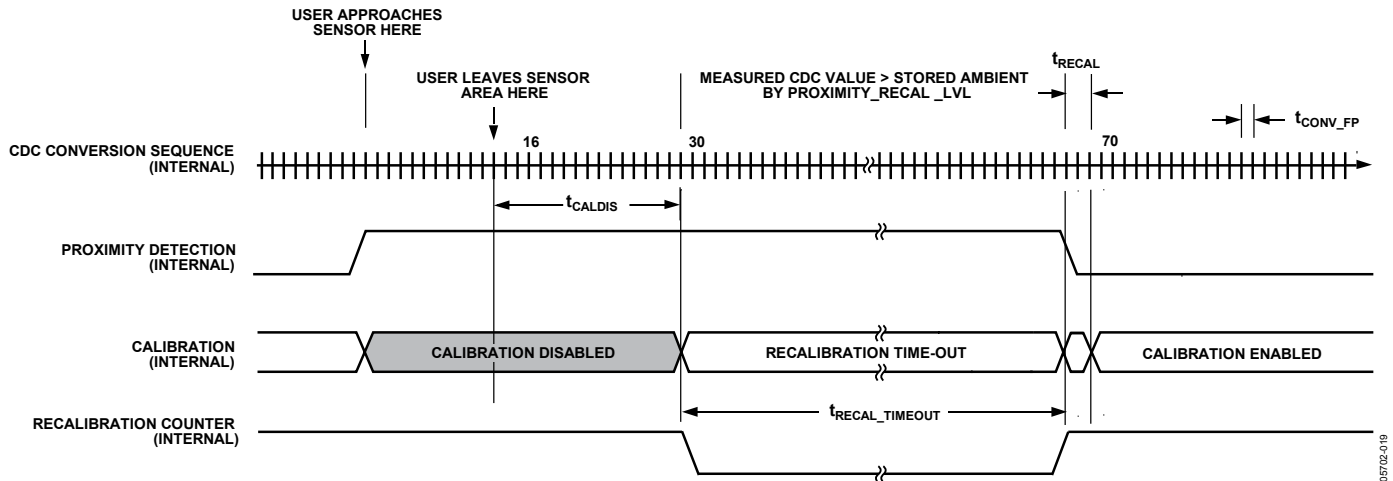 USER APPROACHES
SENSOR HERE
USER LEAVES SENSOR
AREA HERE
MEASURED CDC VALUE > STORED AMBIENT
BY PROXIMITY_RECAL _LVL
tRECAL
tCONV_FP
CDC CONVERSION SEQUENCE
(INTERNAL)
16
30
70
tCALDIS
PROXIMITY DETECTION
(INTERNAL)
CALIBRATION
(INTERNAL)
CALIBRATION DISABLED
RECALIBRATION TIME-OUT
CALIBRATION ENABLED
tRECAL_TIMEOUT
RECALIBRATION COUNTER
(INTERNAL)
05702-019